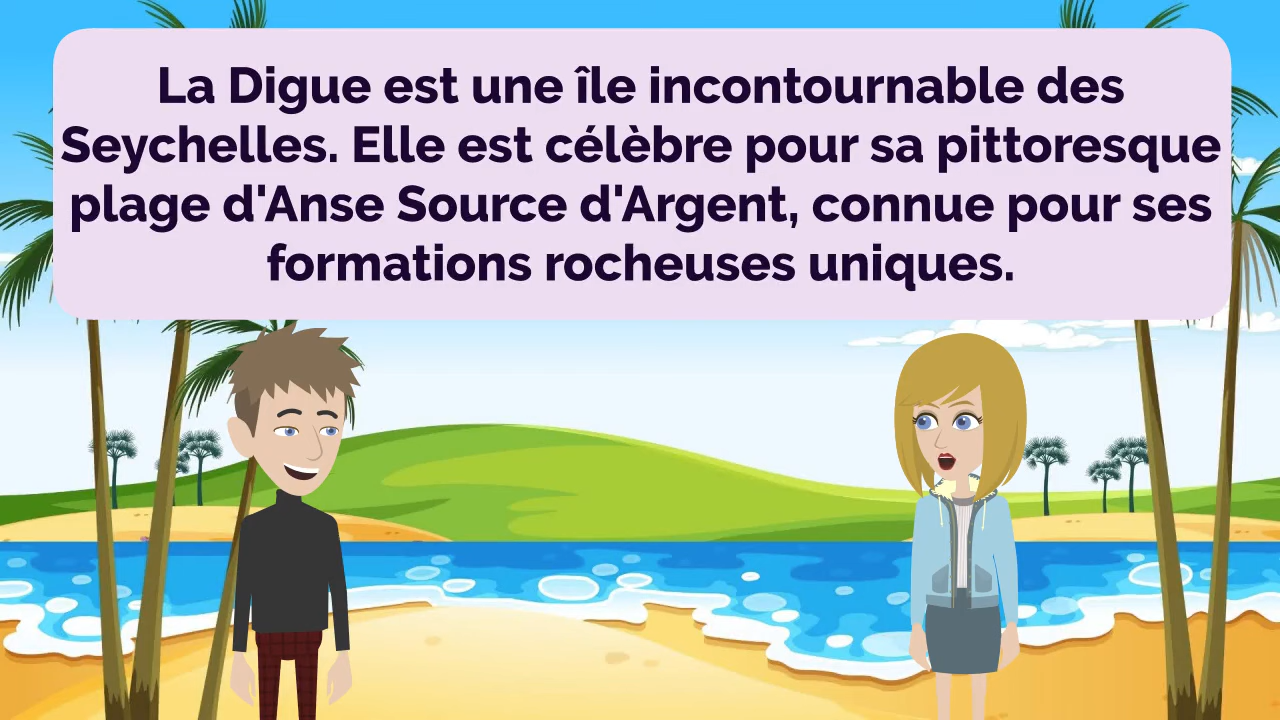 La Digue est une île incontournable des
Seychelles. Elle est célèbre pour sa pittoresque
plage d'Anse Source d'Argent, connue pour ses
formations rocheuses uniques.